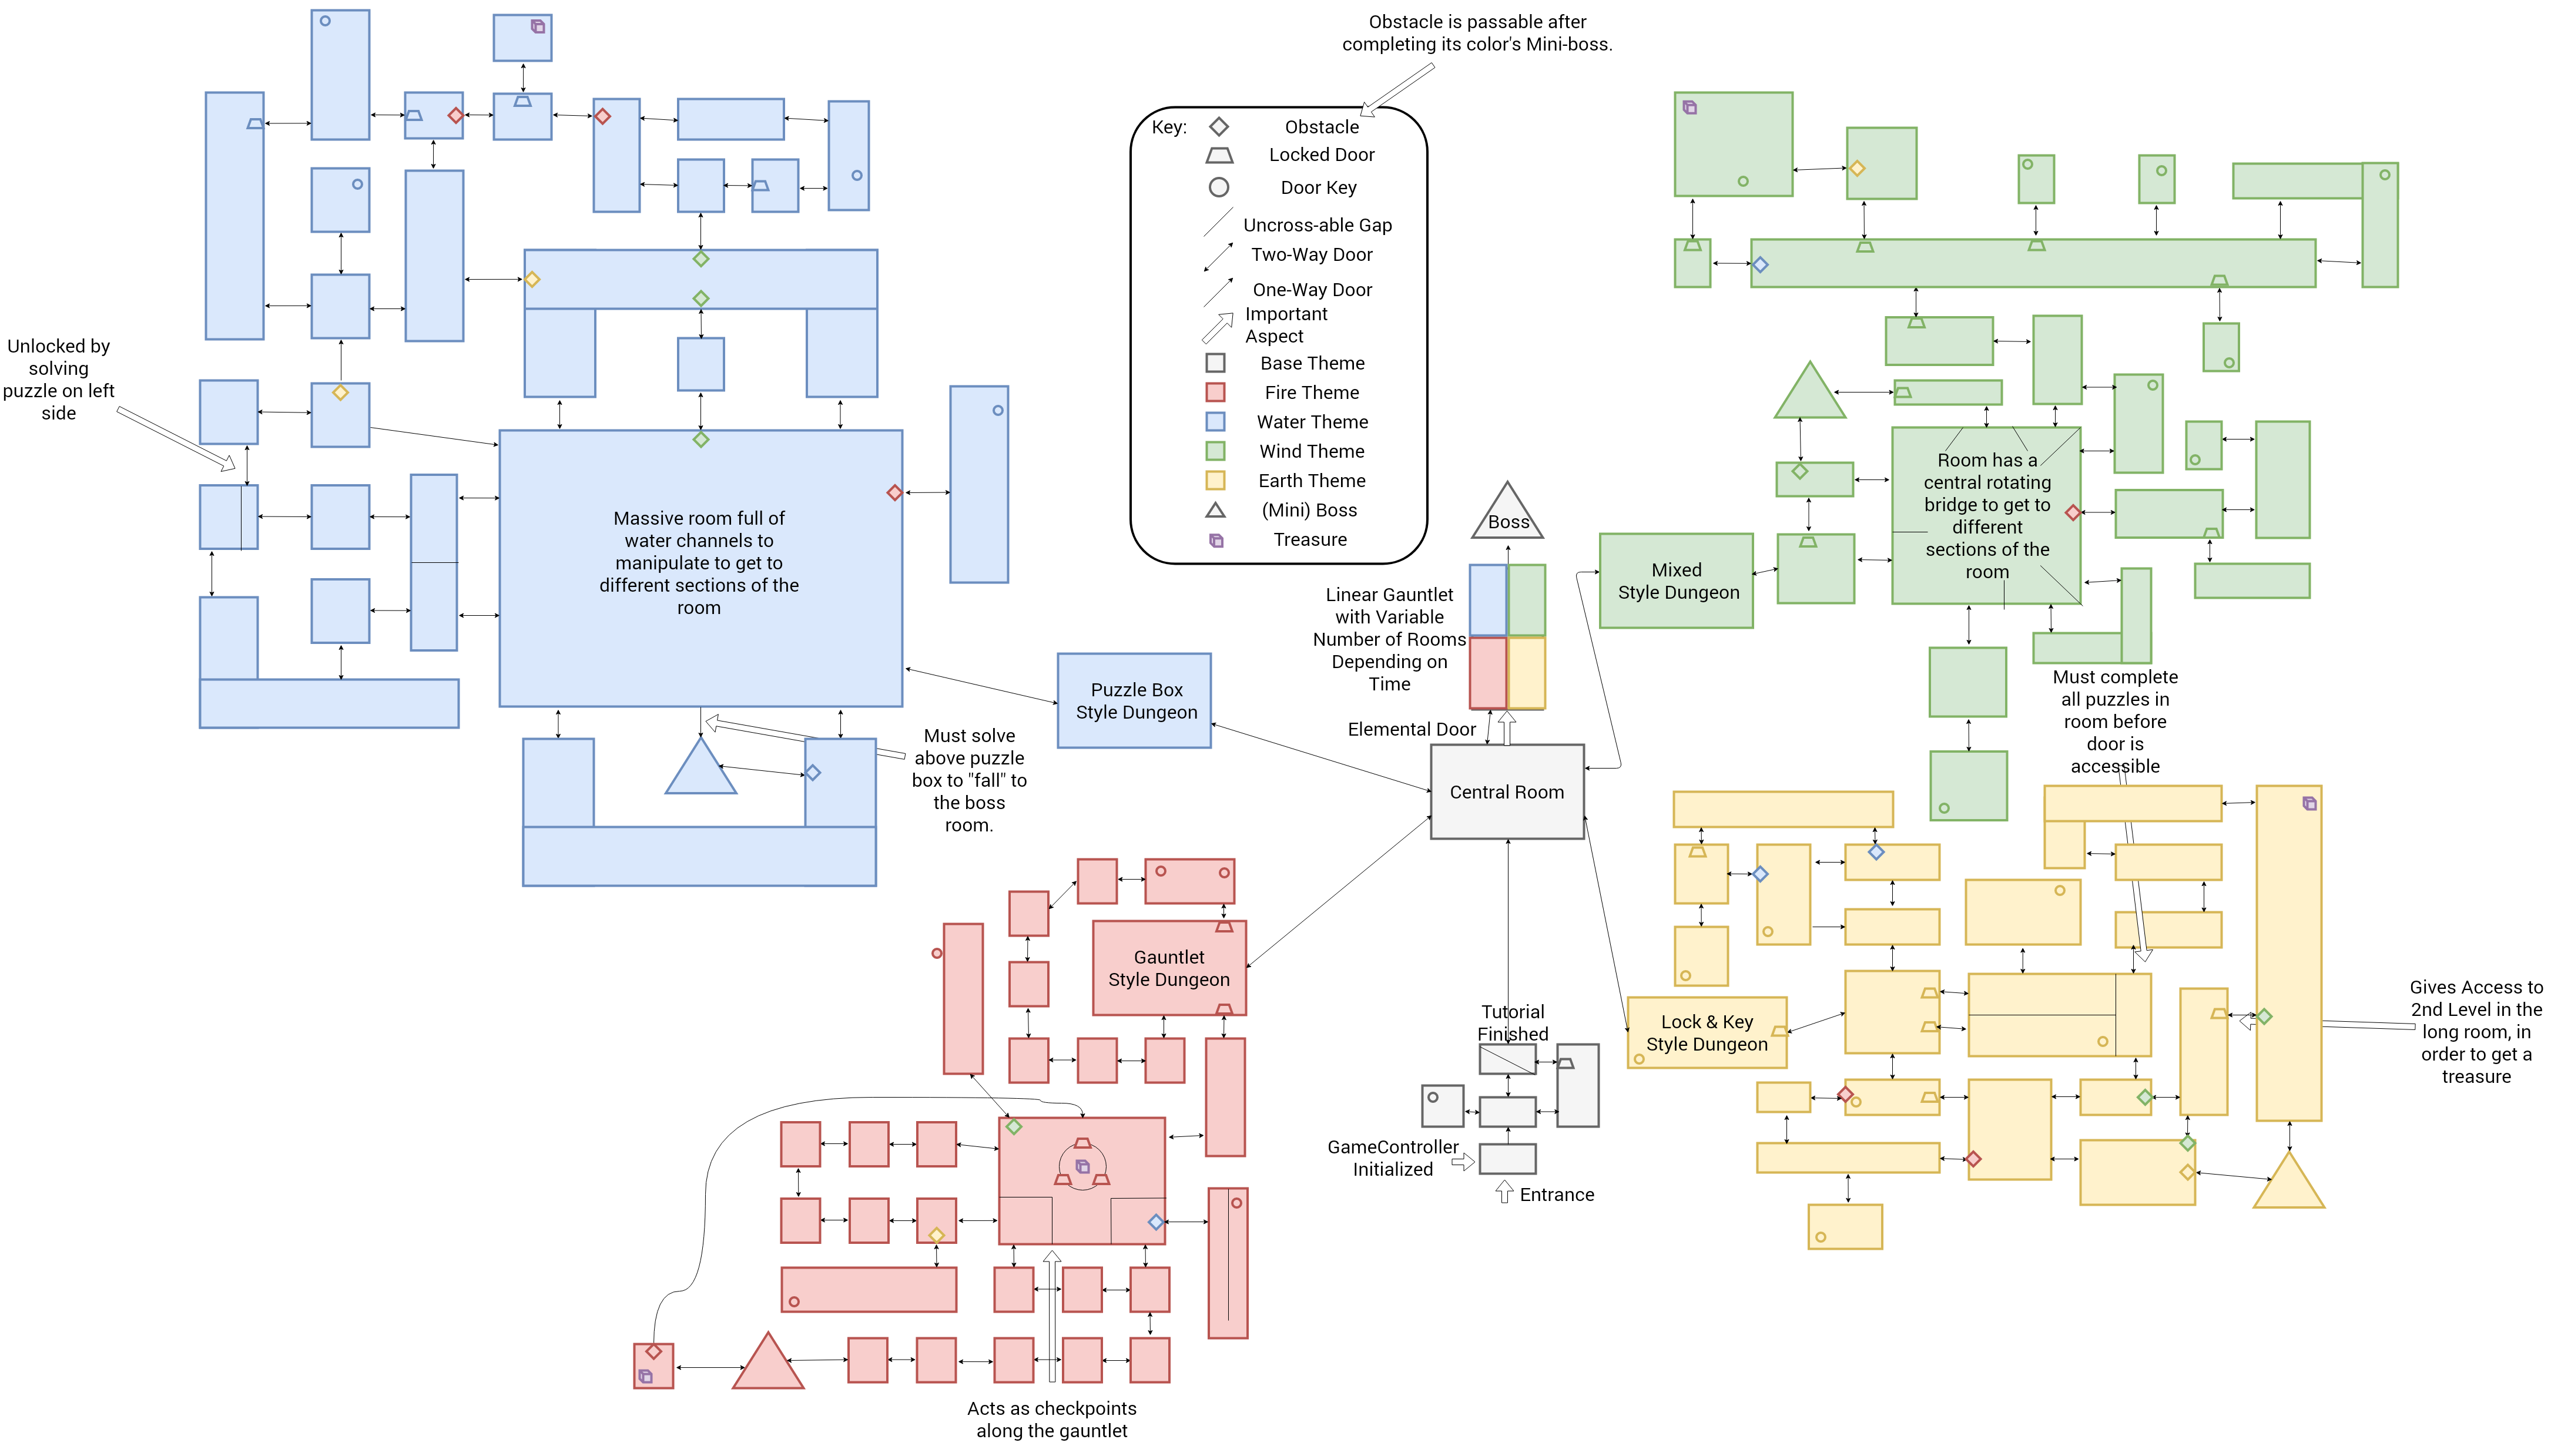 Obstacle is passable after
completing its color's Mini-boss.
Key:
Obstacle
Locked Door
Door Key
Uncross-able Gap
Two-Way Door
One-Way Door
Important
Aspect
Base Theme
Fire Theme
Water Theme
Wind Theme
Earth Theme
(Mini) Boss
Treasure
Unlocked by
solving
puzzle on left
side
Massive room full of
water channels to
manipulate to get to
different sections of the
room
Puzzle Box
Style Dungeon
Must solve
above puzzle
box to "fall" to
the boss
room.
Boss
Linear Gauntlet
with Variable
Number of Rooms
Depending on
Time
Elemental Door
Central Room
Mixed
Style Dungeon
Room has a
central rotating
bridge to get to
different
sections of the
room
Must complete
all puzzles in
room before
door is
accessible
Gauntlet
Style Dungeon
Acts as checkpoints
along the gauntlet
Tutorial
Finished
GameController
Initialized
Entrance
Lock & Key
Style Dungeon
Gives Access to
2nd Level in the
long room, in
order to get a
treasure